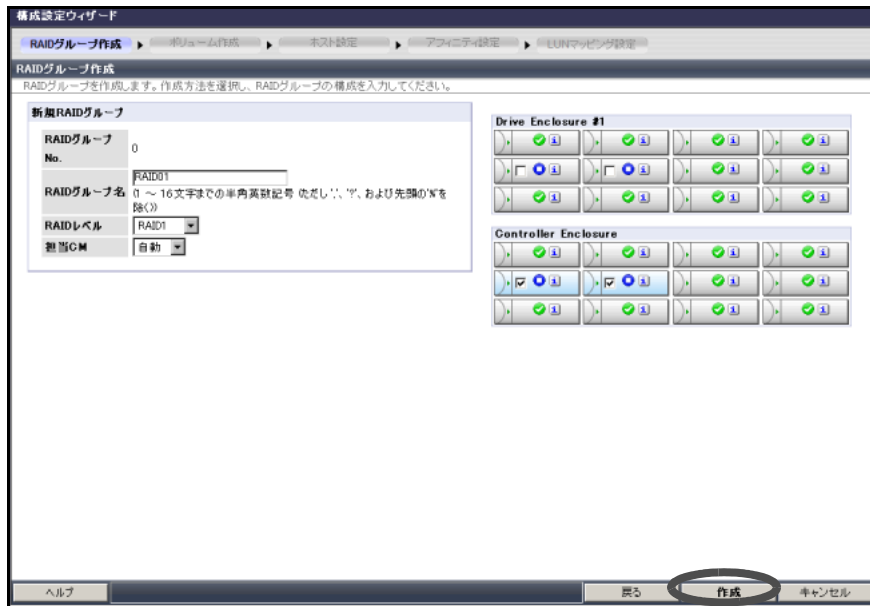 構成設定ウィザード
RAIDグループ作成 ボリューム作成 ホスト設定 アフィニティ設定 LUNマッピング設定
RAIDグループ作成
RAIDグループを作成します。作成方法を選択し、RAIDグループの構成を入力してください。
新規RAIDグループ
RAIDグループ
No.
0
RAIDグループ名
RAID01
(1 ～ 16文字までの半角英数記号 ただし',', '?', および先頭の'%'を
除く))
RAIDレベル RAID1
担当CM 自動
Drive Enclosure #1
Controller Enclosure
ヘルプ 戻る 作成 キャンセル